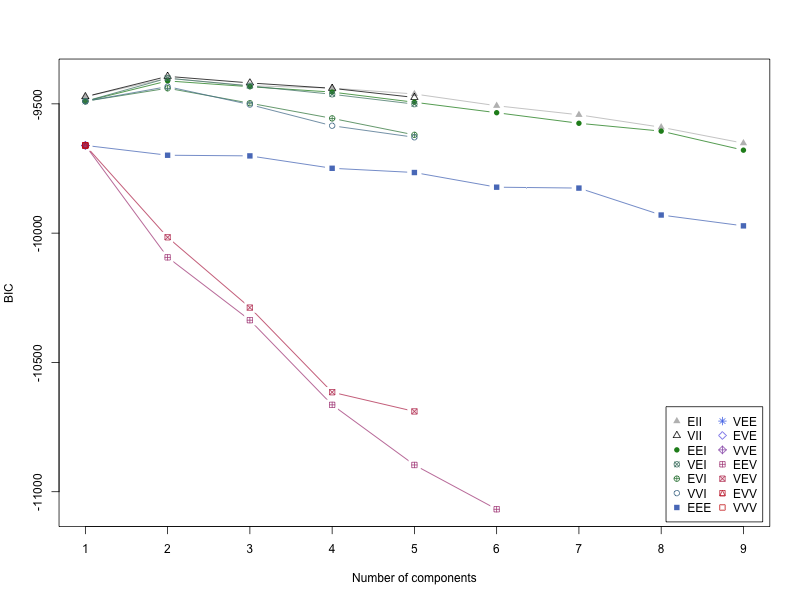 BIC
-9500
-10000
-10500
-11000
1 2 3 4 5 6 7 8 9
Number of components
EII VEE
VII EVE
EEI VVE
VEI EEV
EVI VEV
VVI EVV
EEE VVV